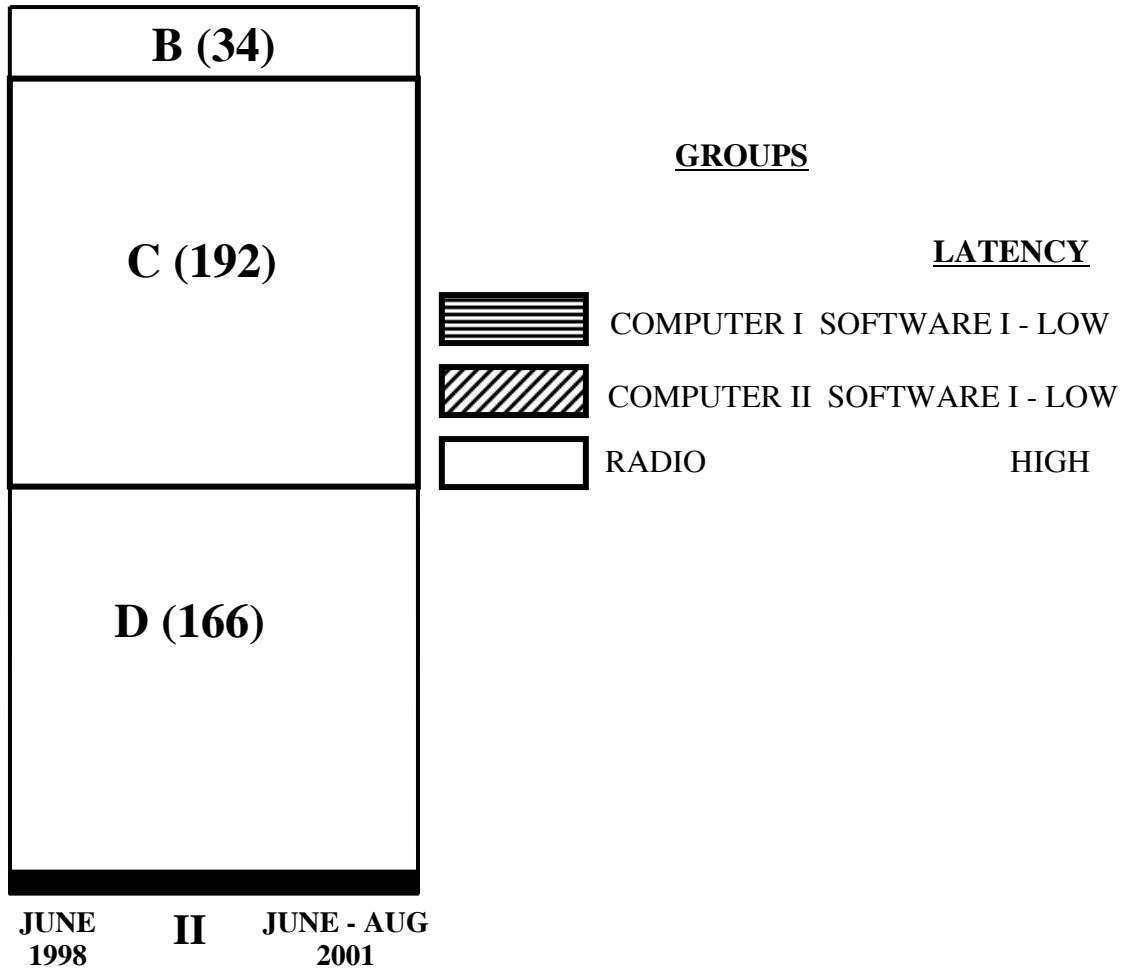 B (34)
GROUPS
C (192)
LATENCY
COMPUTER I SOFTWARE I - LOW
COMPUTER II SOFTWARE I - LOW
RADIO HIGH
D (166)
JUNE 1998
II
JUNE - AUG 2001